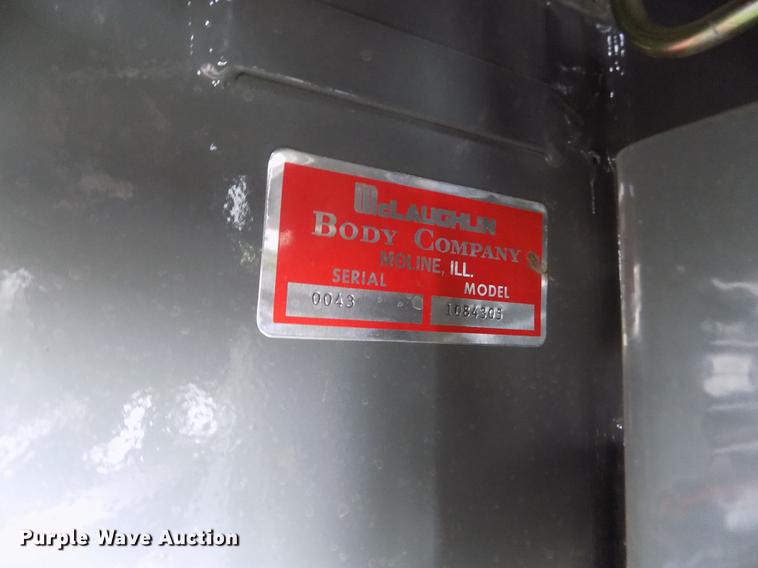 McLAUGHLIN
BODY COMPANY
MOLINE, ILL.
SERIAL MODEL
0043 1084305
Purple Wave Auction